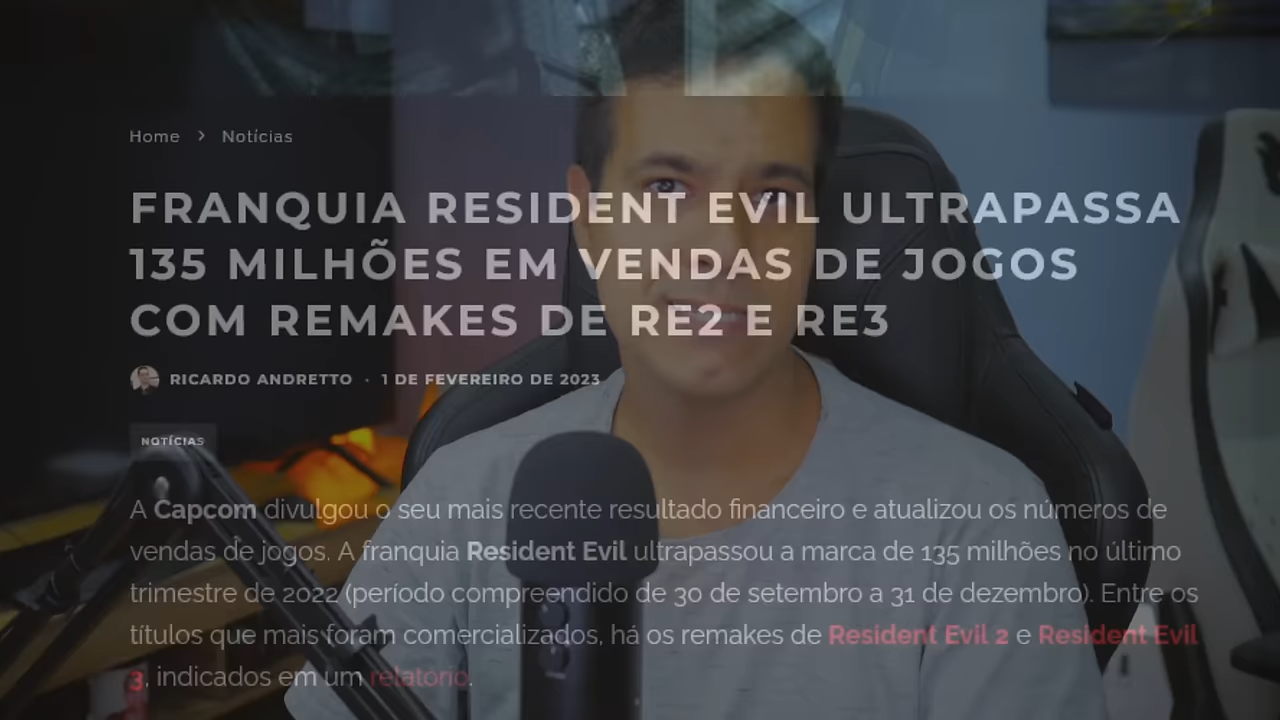 Home > Notícias
FRANQUIA RESIDENT EVIL ULTRAPASSA
135 MILHÕES EM VENDAS DE JOGOS
COM REMAKES DE RE2 E RE3
RICARDO ANDRETTO · 1 DE FEVEREIRO DE 2023
NOTÍCIAS
A Capcom divulgou o seu mais recente resultado financeiro e atualizou os números de
vendas de jogos. A franquia Resident Evil ultrapassou a marca de 135 milhões no último
trimestre de 2022 (período compreendido de 30 de setembro a 31 de dezembro). Entre os
títulos que mais foram comercializados, há os remakes de Resident Evil 2 e Resident Evil
3, indicados em um relatório.